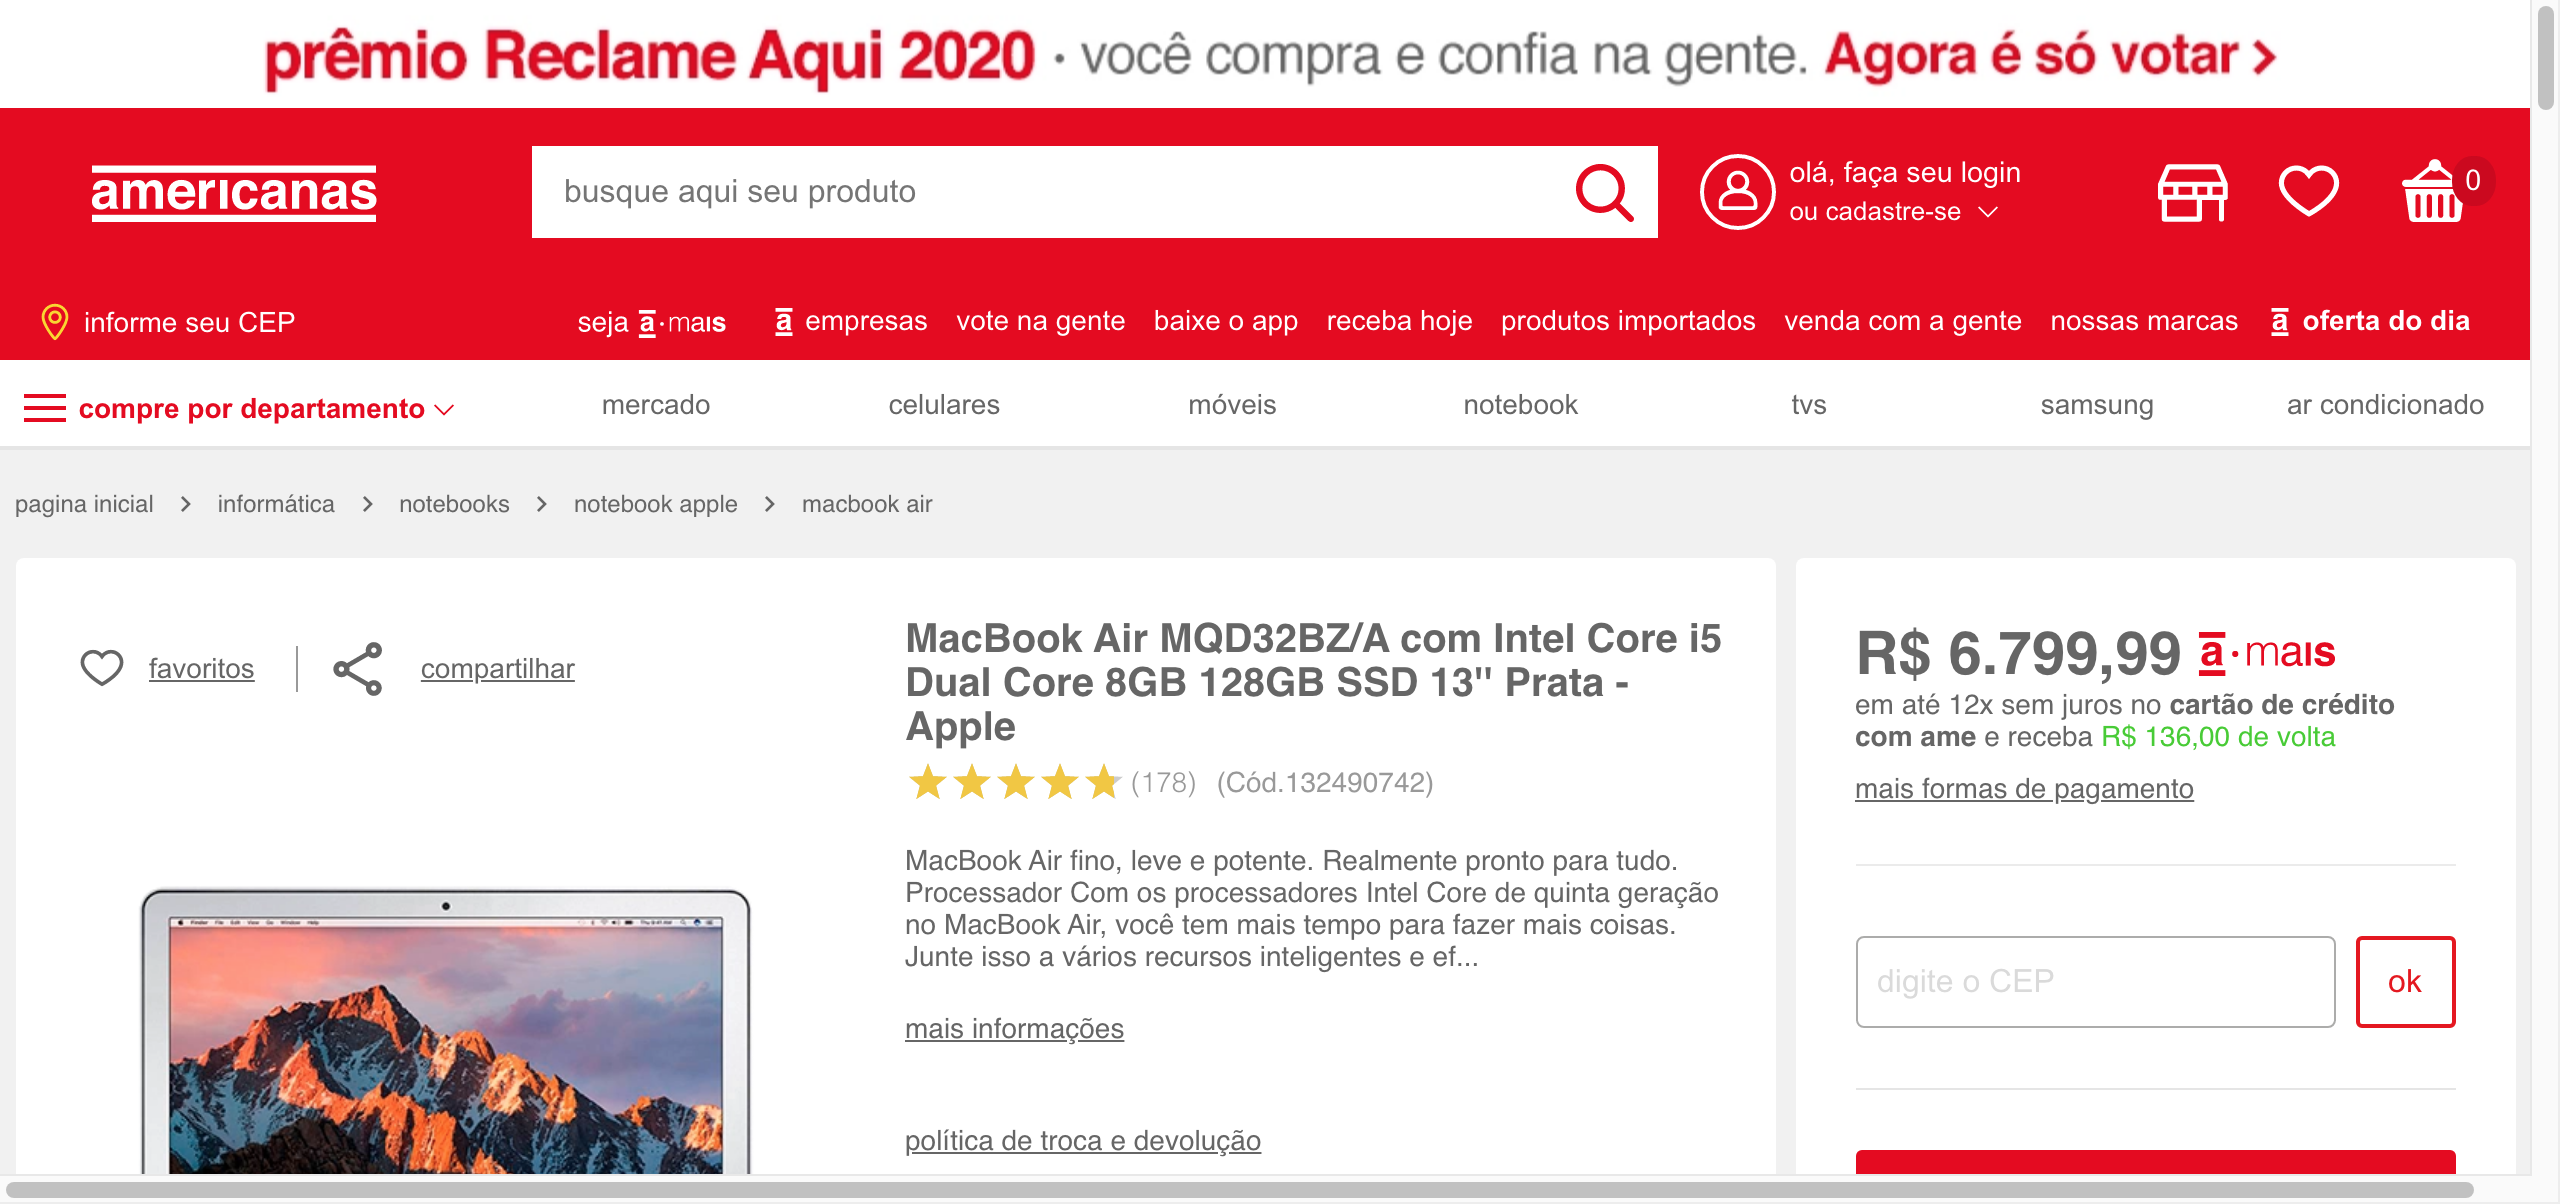 prêmio Reclame Aqui 2020 · você compra e confia na gente. Agora é só votar >
americanas
busque aqui seu produto
olá, faça seu login
ou cadastre-se
0
informe seu CEP
seja a·mais
a empresas
vote na gente
baixe o app
receba hoje
produtos importados
venda com a gente
nossas marcas
a oferta do dia
compre por departamento
mercado
celulares
móveis
notebook
tvs
samsung
ar condicionado
pagina inicial > informática > notebooks > notebook apple > macbook air
favoritos
compartilhar
MacBook Air MQD32BZ/A com Intel Core i5
Dual Core 8GB 128GB SSD 13'' Prata -
Apple
(178) (Cód.132490742)
MacBook Air fino, leve e potente. Realmente pronto para tudo.
Processador Com os processadores Intel Core de quinta geração
no MacBook Air, você tem mais tempo para fazer mais coisas.
Junte isso a vários recursos inteligentes e ef...
mais informações
política de troca e devolução
R$ 6.799,99 a·mais
em até 12x sem juros no cartão de crédito
com ame e receba R$ 136,00 de volta
mais formas de pagamento
digite o CEP
ok